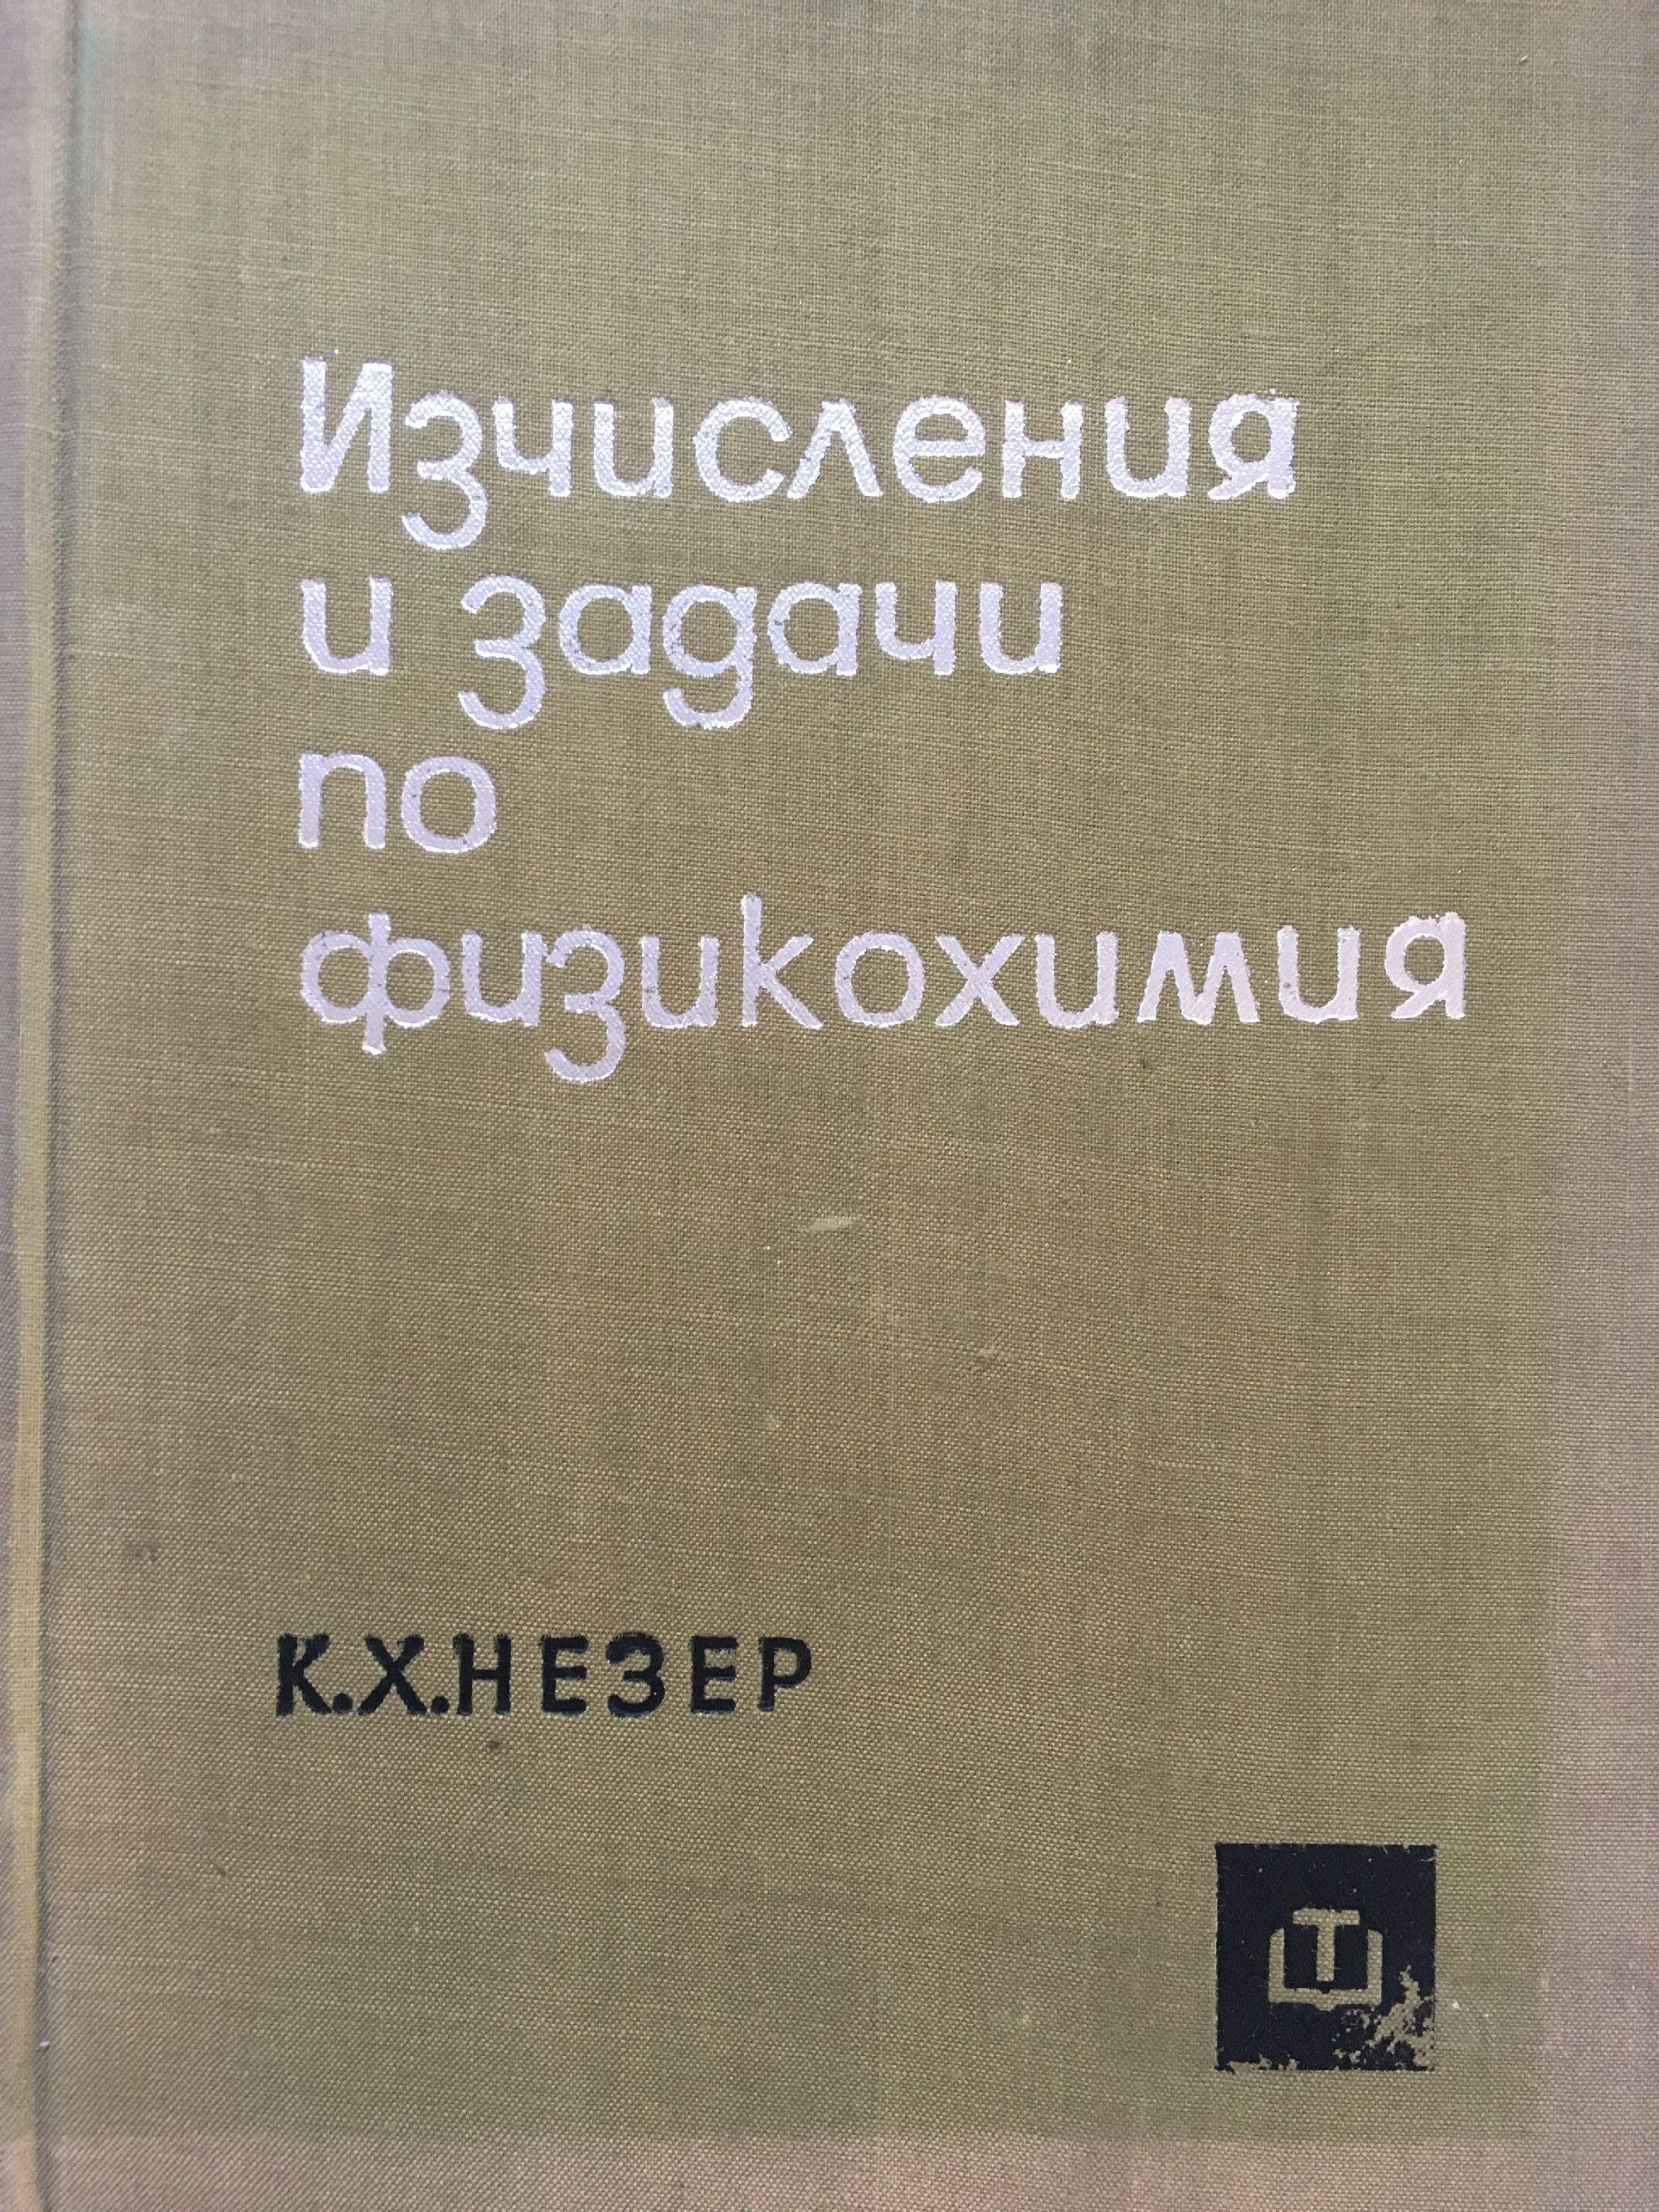 Изчисления
и задачи
по
физикохимия
К.Х.НЕЗЕР
Т